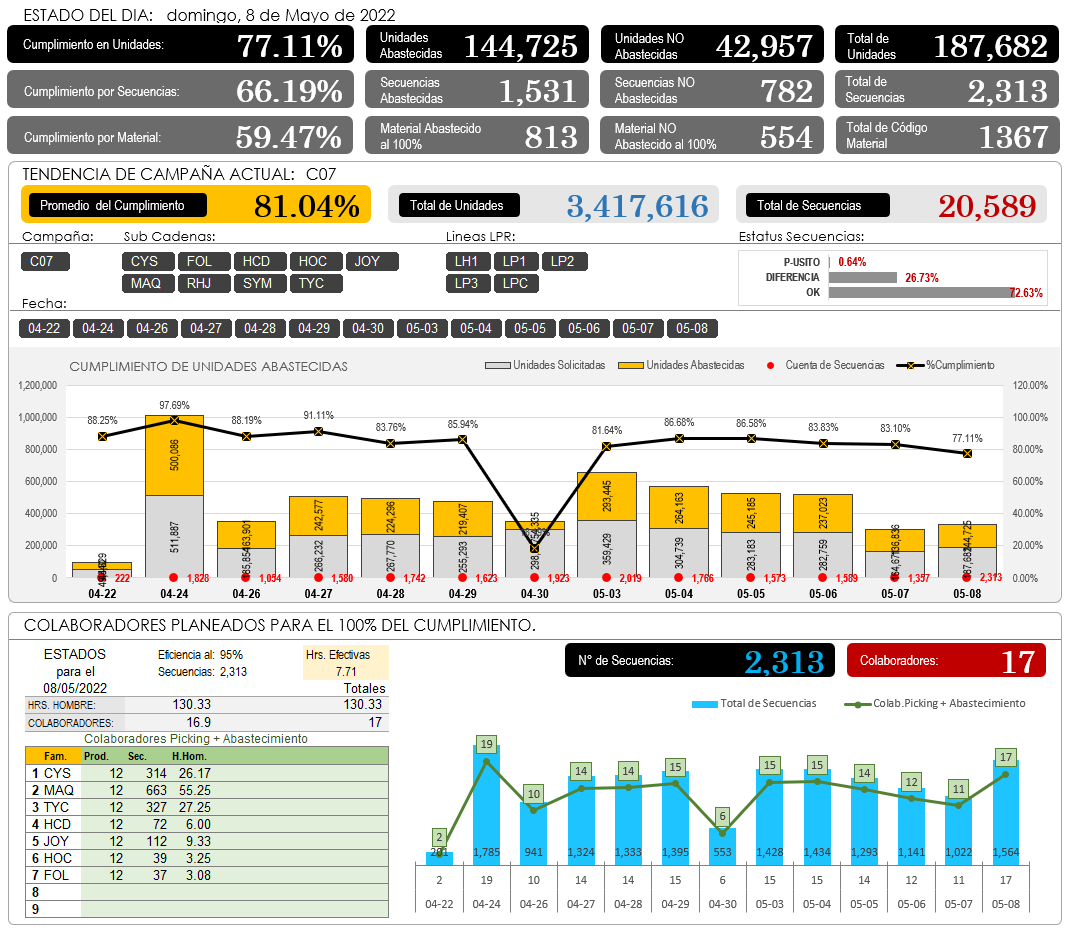 ESTADO DEL DIA: domingo, 8 de Mayo de 2022
Cumplimiento en Unidades: 77.11%
Unidades Abastecidas 144,725
Unidades NO Abastecidas 42,957
Total de Unidades 187,682
Cumplimiento por Secuencias: 66.19%
Secuencias Abastecidas 1,531
Secuencias NO Abastecidas 782
Total de Secuencias 2,313
Cumplimiento por Material: 59.47%
Material Abastecido al 100% 813
Material NO Abastecido al 100% 554
Total de Código Material 1367
TENDENCIA DE CAMPAÑA ACTUAL: C07
Promedio del Cumplimiento 81.04%
Total de Unidades 3,417,616
Total de Secuencias 20,589
Campaña:
C07
Sub Cadenas:
CYS FOL HCD HOC JOY
MAQ RHJ SYM TYC
Lineas LPR:
LH1 LP1 LP2
LP3 LPC
Estatus Secuencias:
P-USITO 0.64%
DIFERENCIA 26.73%
OK 72.63%
Fecha:
04-22 04-24 04-26 04-27 04-28 04-29 04-30 05-03 05-04 05-05 05-06 05-07 05-08
CUMPLIMIENTO DE UNIDADES ABASTECIDAS
Unidades Solicitadas Unidades Abastecidas Cuenta de Secuencias %Cumplimiento
1,200,000 120.00%
1,000,000 100.00%
800,000 80.00%
600,000 60.00%
400,000 40.00%
200,000 20.00%
0 0.00%
88.25% 97.69% 88.19% 91.11% 83.76% 85.94% 81.64% 86.68% 86.58% 83.83% 83.10% 77.11%
500,086 242,577 224,296 219,407 293,445 264,163 245,185 237,023 136,836 144,725
511,887 185,854 266,232 267,770 255,293 359,429 304,739 283,183 282,759 187,682
222 1,828 1,054 1,580 1,742 1,623 1,923 2,019 1,766 1,573 1,589 1,357 2,313
04-22 04-24 04-26 04-27 04-28 04-29 04-30 05-03 05-04 05-05 05-06 05-07 05-08
COLABORADORES PLANEADOS PARA EL 100% DEL CUMPLIMIENTO.
ESTADOS para el 08/05/2022
Eficiencia al: 95%
Secuencias: 2,313
Hrs. Efectivas
7.71
Totales
HRS. HOMBRE: 130.33 130.33
COLABORADORES: 16.9 17
Colaboradores Picking + Abastecimiento
Fam. Prod. Sec. H.Hom.
1 CYS 12 314 26.17
2 MAQ 12 663 55.25
3 TYC 12 327 27.25
4 HCD 12 72 6.00
5 JOY 12 112 9.33
6 HOC 12 39 3.25
7 FOL 12 37 3.08
8
9
N° de Secuencias: 2,313
Colaboradores: 17
Total de Secuencias Colab.Picking + Abastecimiento
2 19 10 14 14 15 6 15 15 14 12 11 17
1,785 941 1,324 1,333 1,395 553 1,428 1,434 1,293 1,141 1,022 1,564
2 19 10 14 14 15 6 15 15 14 12 11 17
04-22 04-24 04-26 04-27 04-28 04-29 04-30 05-03 05-04 05-05 05-06 05-07 05-08